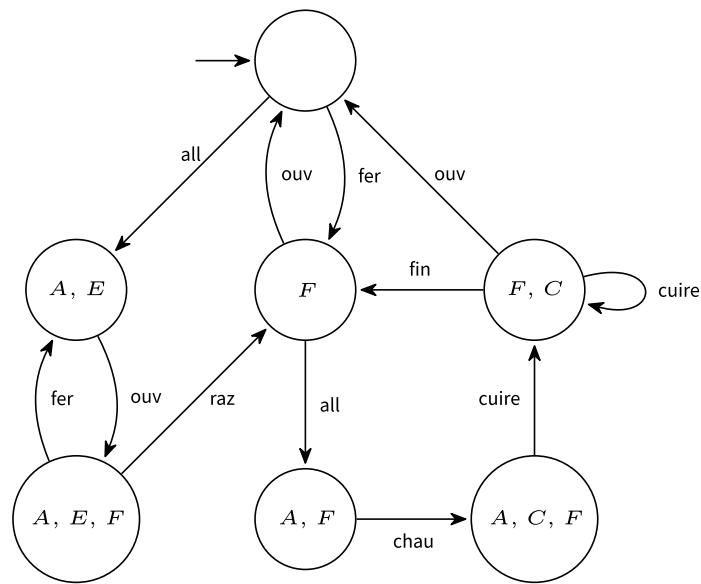 all
ouv
fer
ouv
A, E
F
fin
F, C
cuire
fer
ouv
raz
all
cuire
A, E, F
A, F
chau
A, C, F